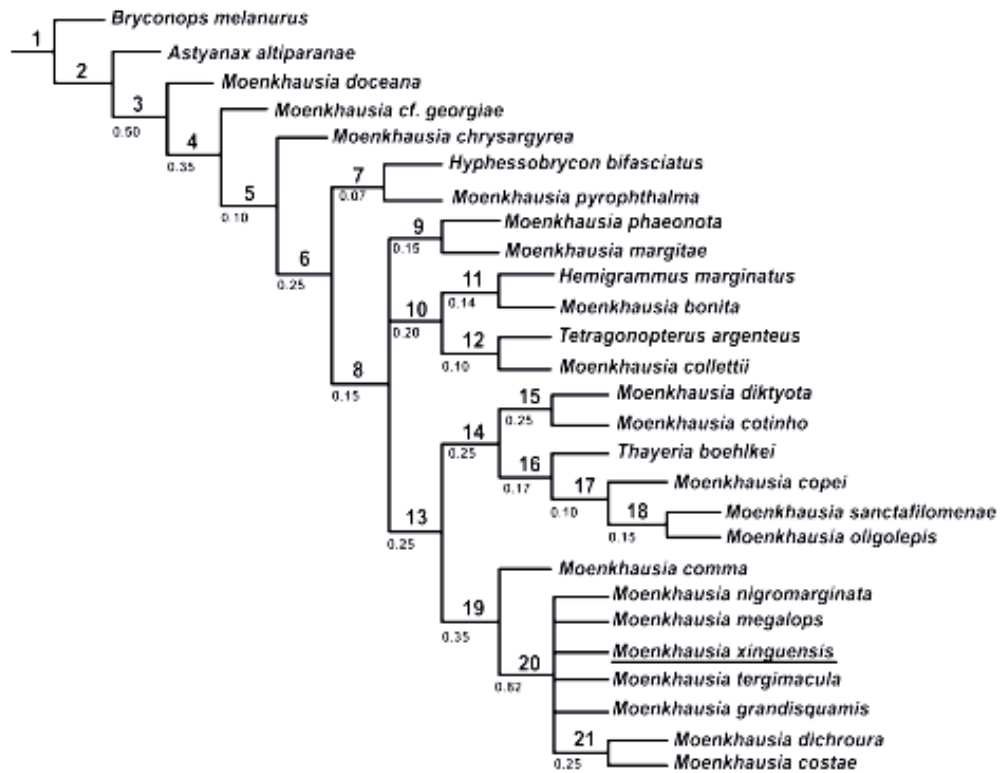 Bryconops melanurus
1
Astyanax altiparanae
2
Moenkhausia doceana
3
0.50
Moenkhausia cf. georgiae
4
0.35
Moenkhausia chrysargyrea
5
0.10
Hyphessobrycon bifasciatus
7
0.07
Moenkhausia pyrophthalma
6
0.25
Moenkhausia phaeonota
9
0.15
Moenkhausia margitae
Hemigrammus marginatus
11
0.14
Moenkhausia bonita
10
0.20
Tetragonopterus argenteus
12
0.10
Moenkhausia collettii
8
0.15
Moenkhausia diktyota
15
0.25
Moenkhausia cotinho
14
0.25
Thayeria boehlkei
16
0.17
Moenkhausia copei
17
0.10
Moenkhausia sanctafilomenae
18
0.15
Moenkhausia oligolepis
13
0.25
Moenkhausia comma
19
0.35
Moenkhausia nigromarginata
Moenkhausia megalops
Moenkhausia xinguensis
20
0.62
Moenkhausia tergimacula
Moenkhausia grandisquamis
Moenkhausia dichroura
21
0.25
Moenkhausia costae